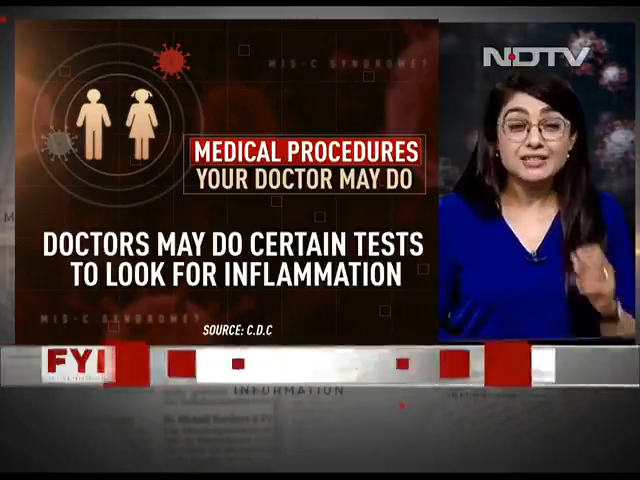 MIS-C SYNDROME?
NDTV
MEDICAL PROCEDURES
YOUR DOCTOR MAY DO
DOCTORS MAY DO CERTAIN TESTS
TO LOOK FOR INFLAMMATION
MIS-C SYNDROME?
SOURCE: C.D.C
FYI
INFORMATION